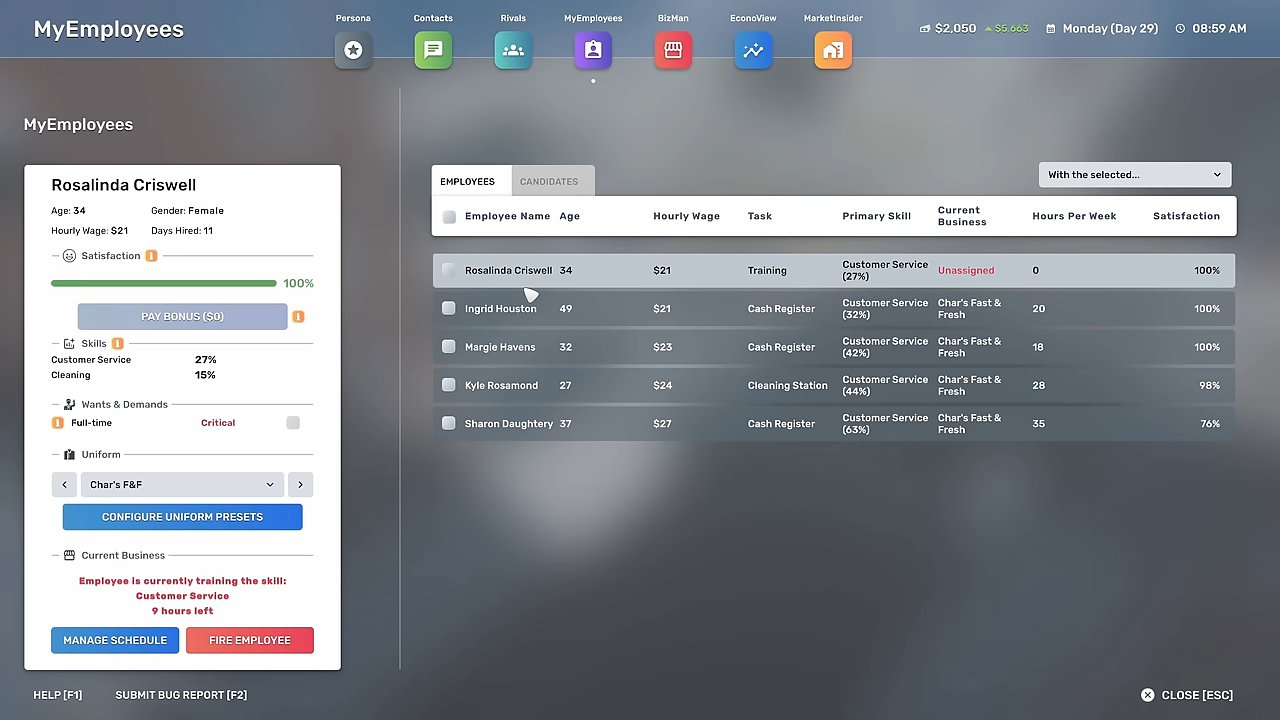 MyEmployees
Persona
Contacts
Rivals
MyEmployees
BizMan
EconoView
MarketInsider
$2,050
$5.663
Monday (Day 29)
08:59 AM
MyEmployees
Rosalinda Criswell
Age: 34 Gender: Female
Hourly Wage: $21 Days Hired: 11
Satisfaction
100%
PAY BONUS ($0)
Skills
Customer Service 27%
Cleaning 15%
Wants & Demands
Full-time Critical
Uniform
Char's F&F
CONFIGURE UNIFORM PRESETS
Current Business
Employee is currently training the skill:
Customer Service
9 hours left
MANAGE SCHEDULE
FIRE EMPLOYEE
EMPLOYEES
CANDIDATES
With the selected...
Employee Name Age Hourly Wage Task Primary Skill Current Business Hours Per Week Satisfaction
Rosalinda Criswell 34 $21 Training Customer Service (27%) Unassigned 0 100%
Ingrid Houston 49 $21 Cash Register Customer Service (32%) Char's Fast & Fresh 20 100%
Margie Havens 32 $23 Cash Register Customer Service (42%) Char's Fast & Fresh 18 100%
Kyle Rosamond 27 $24 Cleaning Station Customer Service (44%) Char's Fast & Fresh 28 98%
Sharon Daughtery 37 $27 Cash Register Customer Service (63%) Char's Fast & Fresh 35 76%
HELP [F1]
SUBMIT BUG REPORT [F2]
CLOSE [ESC]